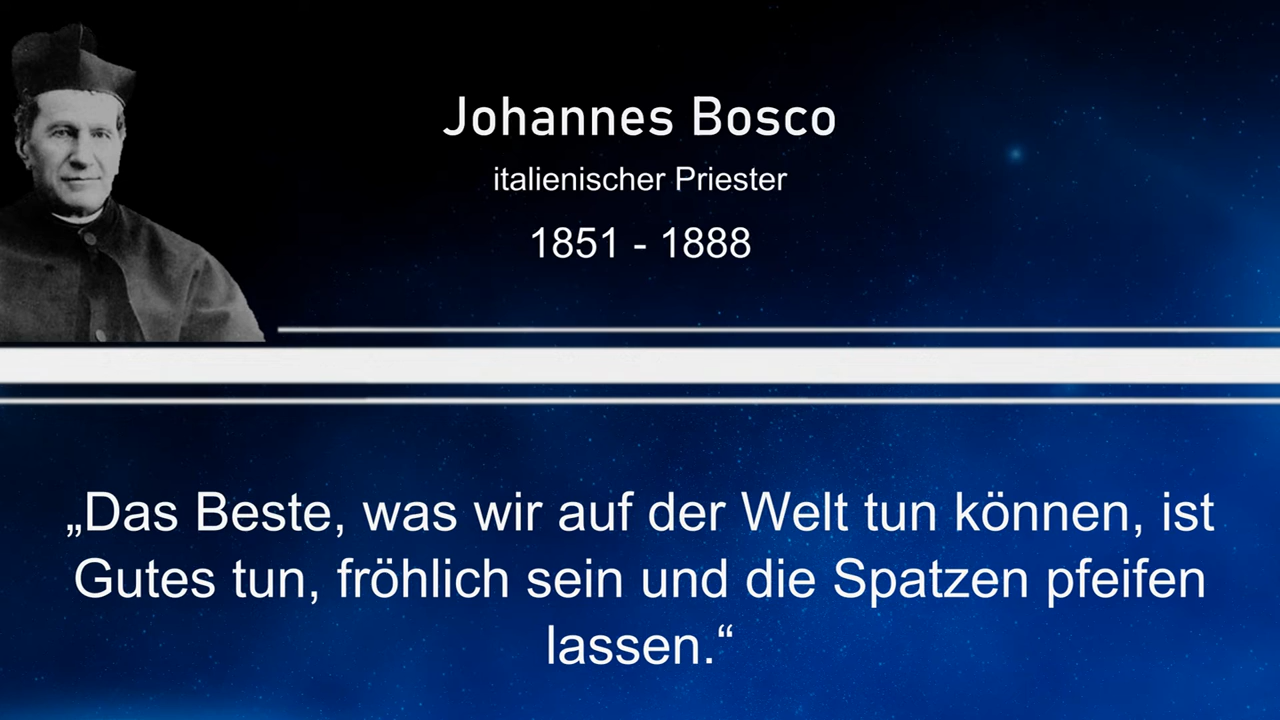 Johannes Bosco
italienischer Priester
1851 - 1888
„Das Beste, was wir auf der Welt tun können, ist
Gutes tun, fröhlich sein und die Spatzen pfeifen
lassen.“